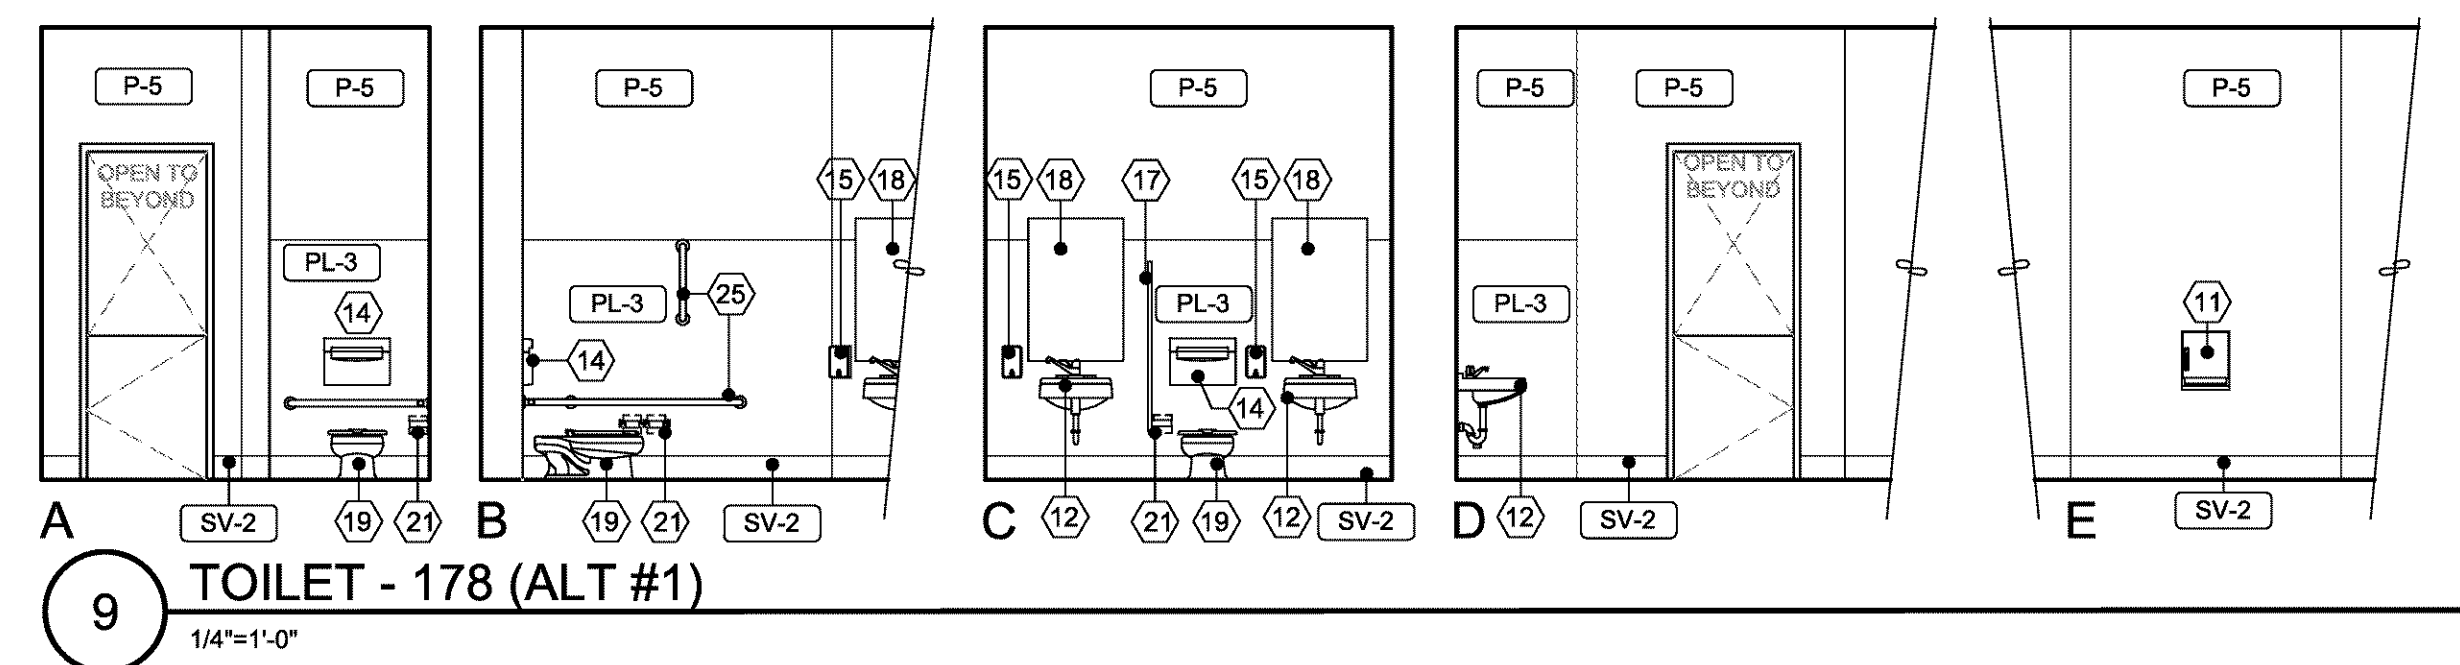 P-5
P-5
OPEN TO
BEYOND
PL-3
14
A
SV-2
19
21
P-5
15
18
PL-3
25
14
B
19
21
SV-2
P-5
15
18
17
15
18
PL-3
14
C
12
21
19
12
SV-2
P-5
P-5
OPEN TO
BEYOND
PL-3
D
12
SV-2
P-5
11
E
SV-2
9
TOILET - 178 (ALT #1)
1/4"=1'-0"